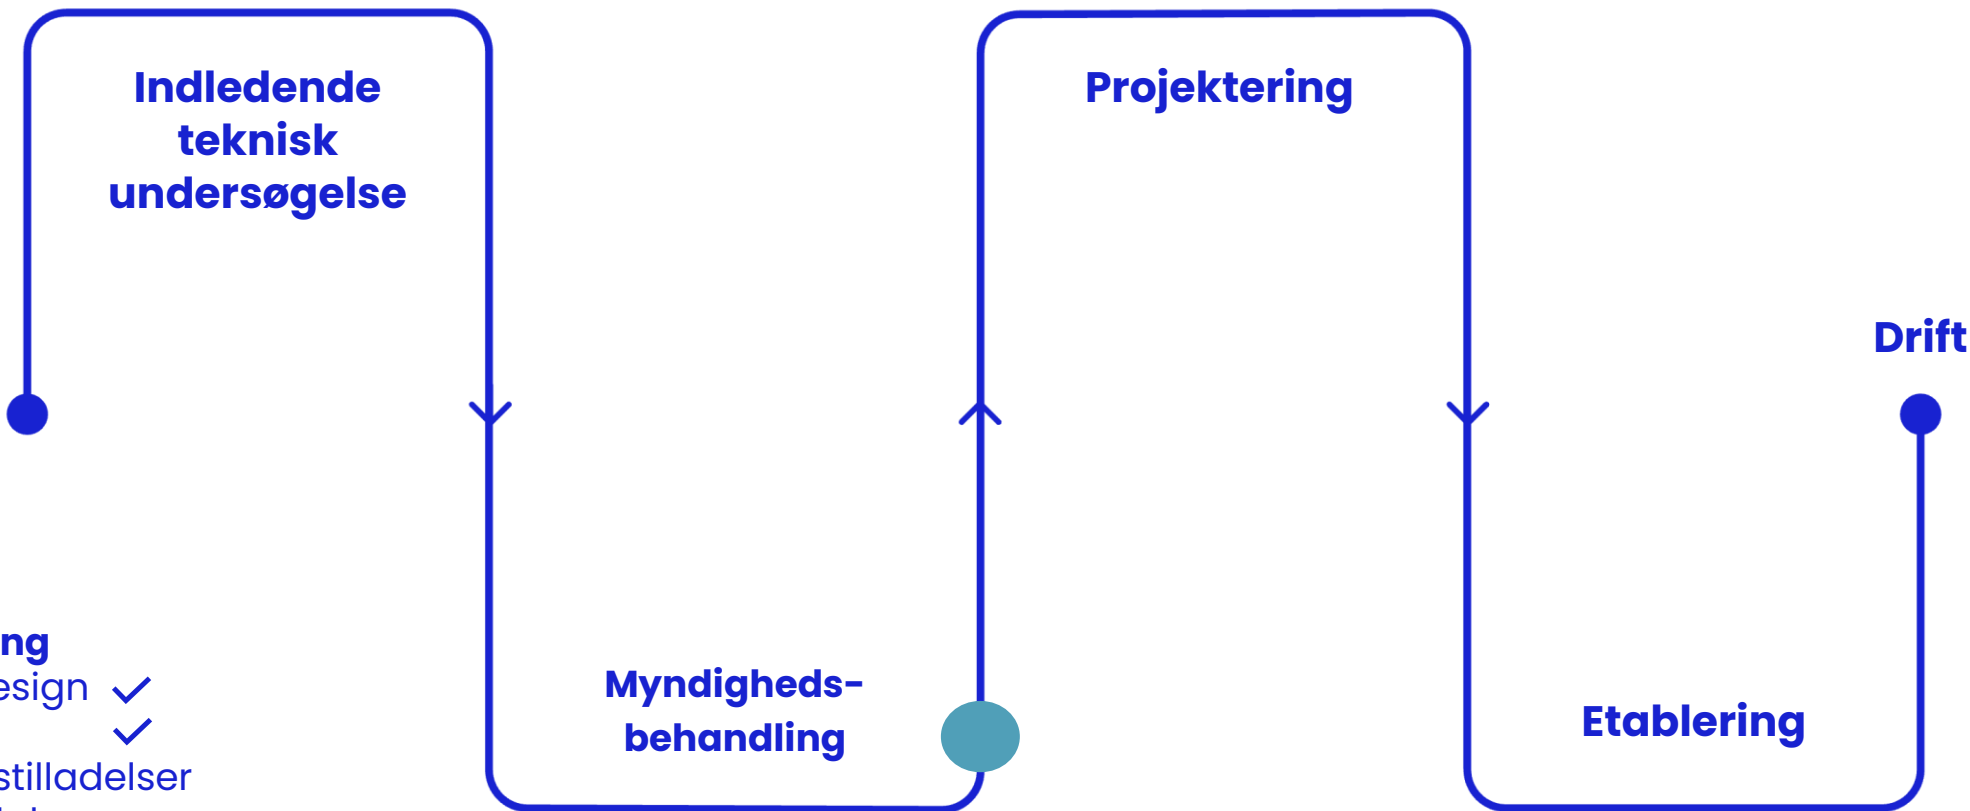 Indledende
teknisk
undersøgelse
Projektering
Drift
Myndigheds-
behandling
Etablering
ng
esign
stilladelser